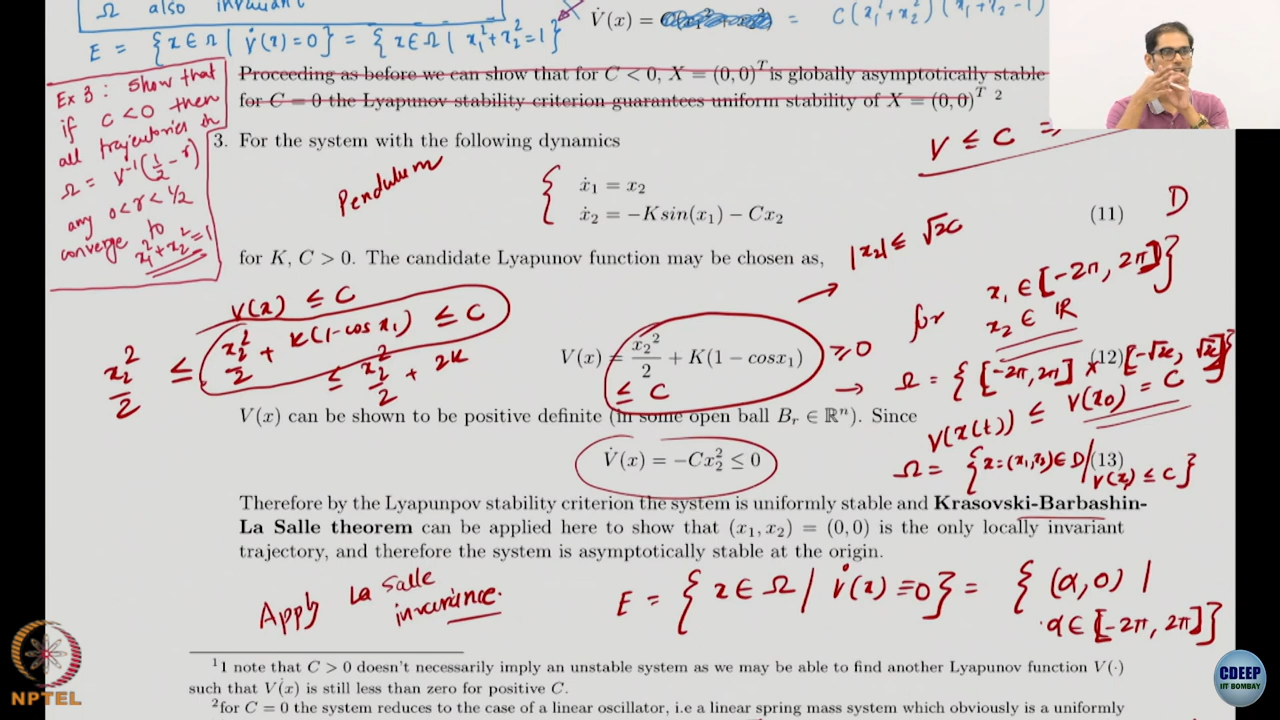 Ω also invariant
E = { x ∈ Ω | V̇(x) = 0 } = { x ∈ Ω | x₁² + x₂² = 1 }
V̇(x) = = C(x₁² + x₂²)(x₁ + x₂ - 1)
Proceeding as before we can show that for C < 0, X = (0, 0)ᵀ is globally asymptotically stable
for C = 0 the Lyapunov stability criterion guarantees uniform stability of X = (0, 0)ᵀ ²
Ex 3: Show that
if C < 0 then
all trajectories in
Ω = V⁻¹(1/2 - r)
any 0 < r < 1/2
converge to
x₁² + x₂² = 1
V ≤ C
3. For the system with the following dynamics
Pendulum
ẋ₁ = x₂
ẋ₂ = −Ksin(x₁) − Cx₂
(11)
D
for K, C > 0. The candidate Lyapunov function may be chosen as,
|x₂| ≤ √2C
for x₁ ∈ [-2π, 2π]}
x₂ ∈ ℝ
V(x) ≤ C
x₂²/2 ≤ x₂²/2 + K(1 - cos x₁) ≤ C
≤ x₂²/2 + 2K
V(x) = x₂²/2 + K(1 − cosx₁) ≥ 0
≤ C
(12)
→ Ω = { [-2π, 2π] × [-√2C, √2C] }
V(x) can be shown to be positive definite (in some open ball Bᵣ ∈ ℝⁿ). Since
V(x(t)) ≤ V(x₀) = C
V̇(x) = −Cx₂² ≤ 0
(13)
Ω = { x = (x₁, x₂) ∈ D / V(x) ≤ C }
Therefore by the Lyapunpov stability criterion the system is uniformly stable and Krasovski-Barbashin-
La Salle theorem can be applied here to show that (x₁, x₂) = (0, 0) is the only locally invariant
trajectory, and therefore the system is asymptotically stable at the origin.
Apply La Salle
invariance.
E = { x ∈ Ω / V̇(x) = 0 } = { (α, 0) |
α ∈ [-2π, 2π] }
¹1 note that C > 0 doesn't necessarily imply an unstable system as we may be able to find another Lyapunov function V(·)
such that V̇(x) is still less than zero for positive C.
²for C = 0 the system reduces to the case of a linear oscillator, i.e a linear spring mass system which obviously is a uniformly
NPTEL
CDEEP
IIT BOMBAY